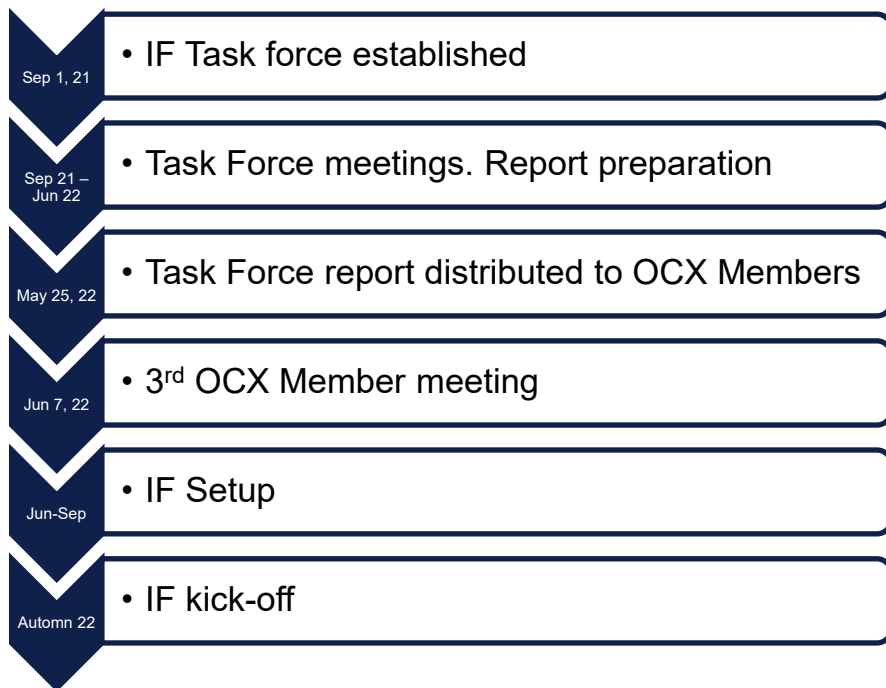 Sep 1, 21
• IF Task force established
Sep 21 –
Jun 22
• Task Force meetings. Report preparation
May 25, 22
• Task Force report distributed to OCX Members
Jun 7, 22
• 3rd OCX Member meeting
Jun-Sep
• IF Setup
Automn 22
• IF kick-off